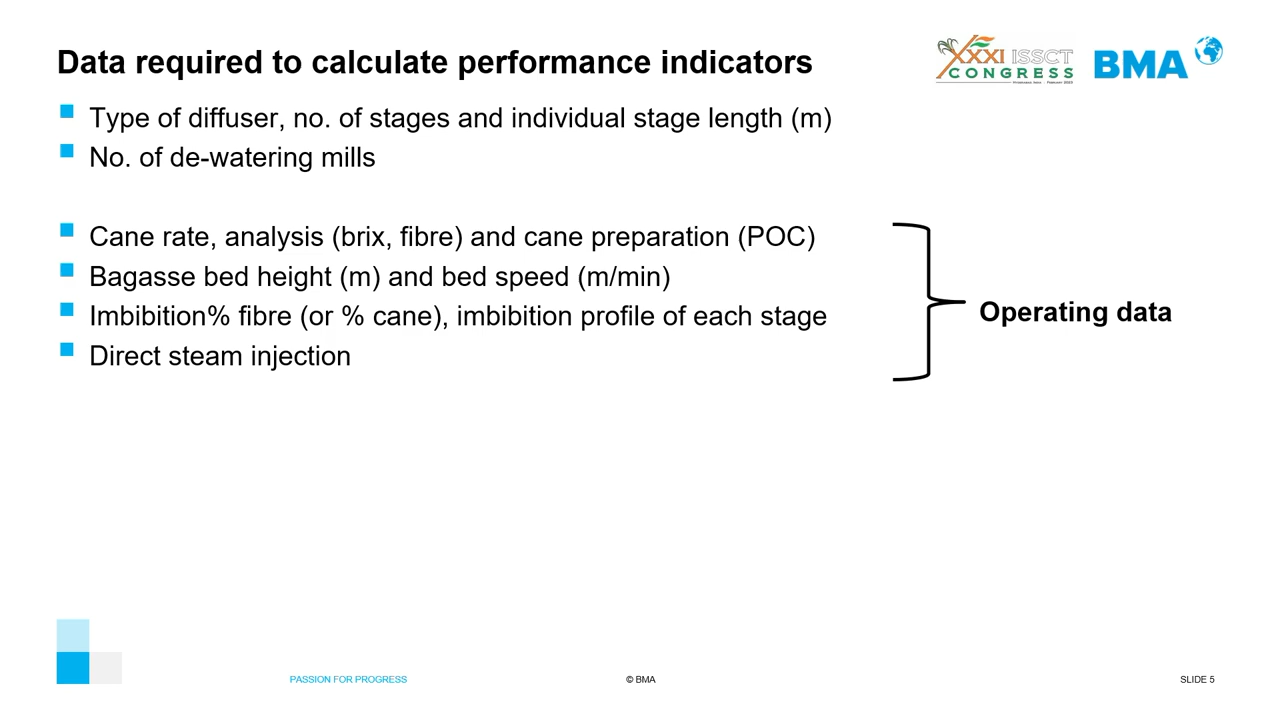 Data required to calculate performance indicators
XXXI ISSCT
CONGRESS
BMA
Type of diffuser, no. of stages and individual stage length (m)
No. of de-watering mills
Cane rate, analysis (brix, fibre) and cane preparation (POC)
Bagasse bed height (m) and bed speed (m/min)
Imbibition% fibre (or % cane), imbibition profile of each stage
Direct steam injection
Operating data
PASSION FOR PROGRESS
© BMA
SLIDE 5